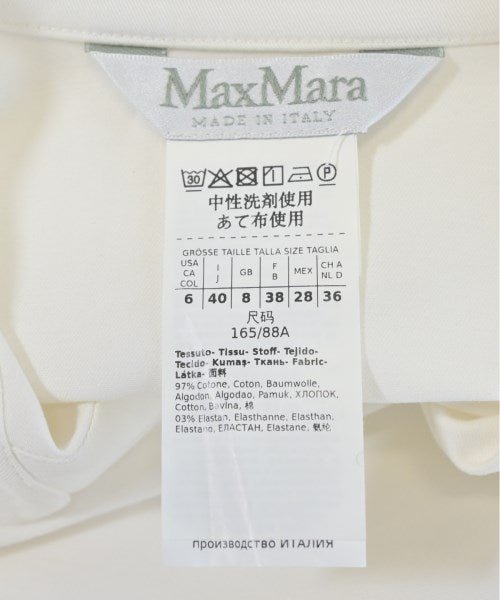 MaxMara
MADE IN ITALY
30 P
中性洗剤使用
あて布使用
GRÖSSE TAILLE TALLA SIZE TAGLIA
USA CA COL I J GB F B MEX CH A NL D
6 40 8 38 28 36
尺码
165/88A
Tessuto- Tissu- Stoff- Tejido-
Tecido- Kumaş- Ткань- Fabric-
Látka- 面料
97% Cotone, Coton, Baumwolle,
Algodon, Algodao, Pamuk, ХЛОПОК,
Cotton, Bavlna, 棉
03% Elastan, Elasthanne, Elasthan,
Elastano, ЕЛАСТАН, Elastane, 氨纶
производство ИТАЛИЯ